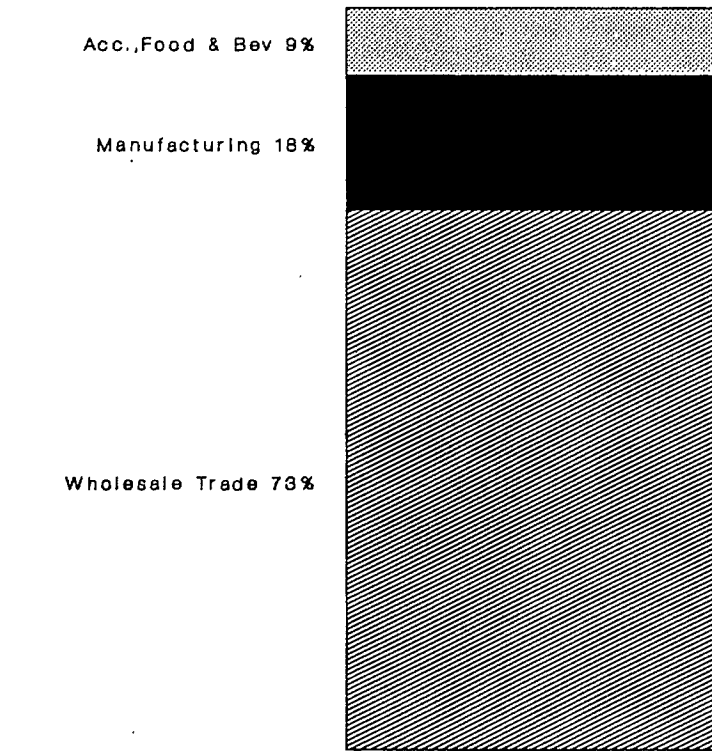 Acc.,Food & Bev 9%
Manufacturing 18%
Wholesale Trade 73%